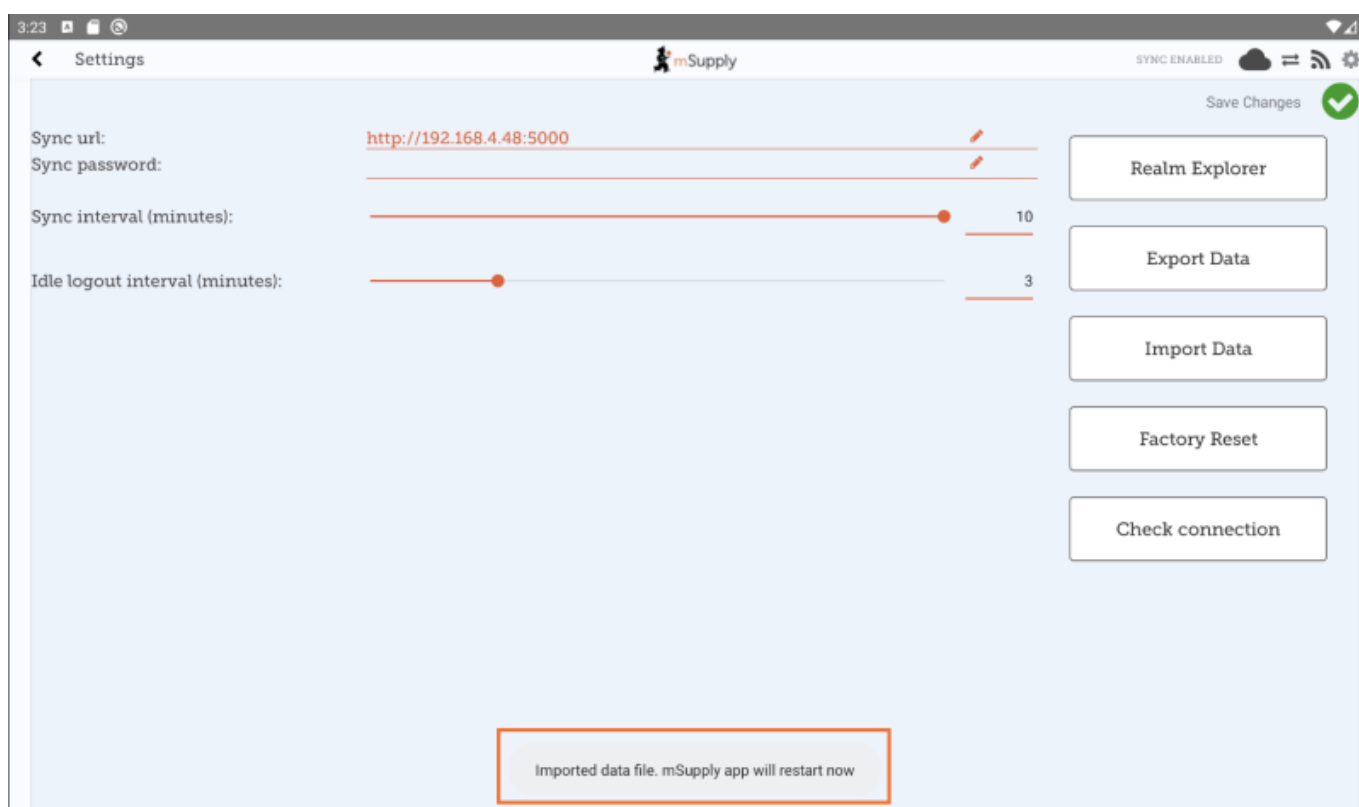 3:23
Settings
mSupply
SYNC ENABLED
Save Changes
Sync url:
http://192.168.4.48:5000
Sync password:
Sync interval (minutes):
10
Idle logout interval (minutes):
3
Realm Explorer
Export Data
Import Data
Factory Reset
Check connection
Imported data file. mSupply app will restart now